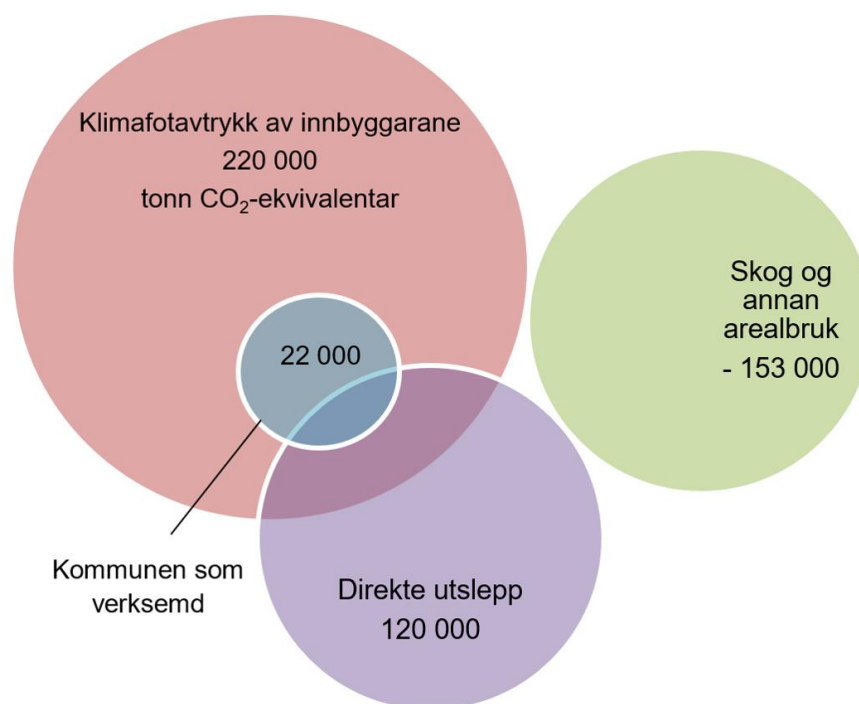 Klimafotavtrykk av innbyggarane
220 000
tonn CO₂-ekvivalentar
Skog og
annan
arealbruk
- 153 000
22 000
Kommunen som
verksemd
Direkte utslepp
120 000